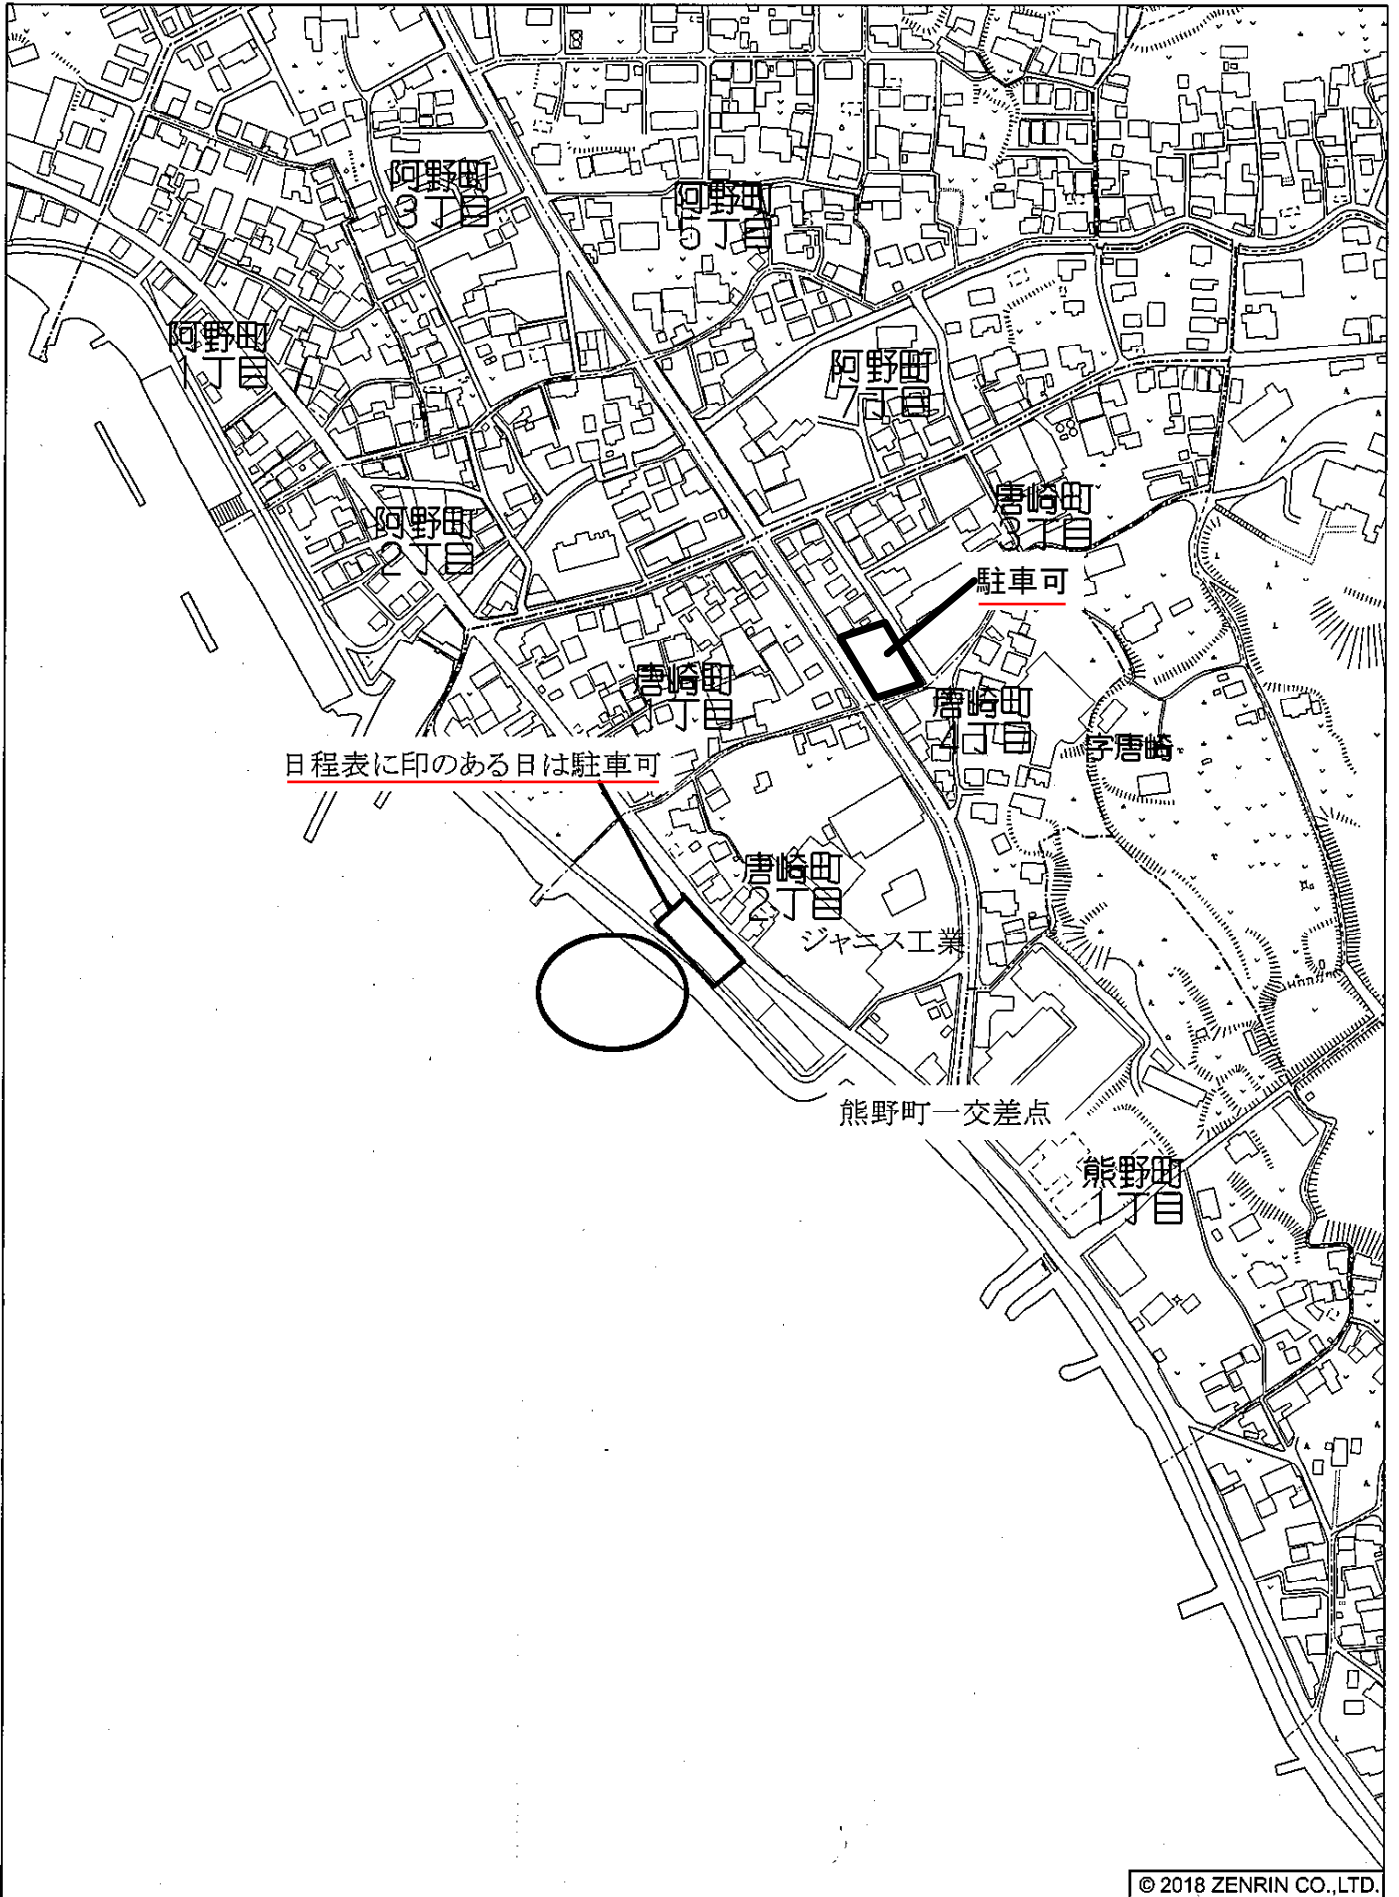 阿野町
3丁目
阿野町
5丁目
阿野町
1丁目
阿野町
7丁目
阿野町
2丁目
唐崎町
3丁目
駐車可
唐崎町
1丁目
唐崎町
4丁目
字唐崎
日程表に印のある日は駐車可
唐崎町
2丁目
ジャニス工業
熊野町一交差点
熊野町
1丁目
© 2018 ZENRIN CO.,LTD.